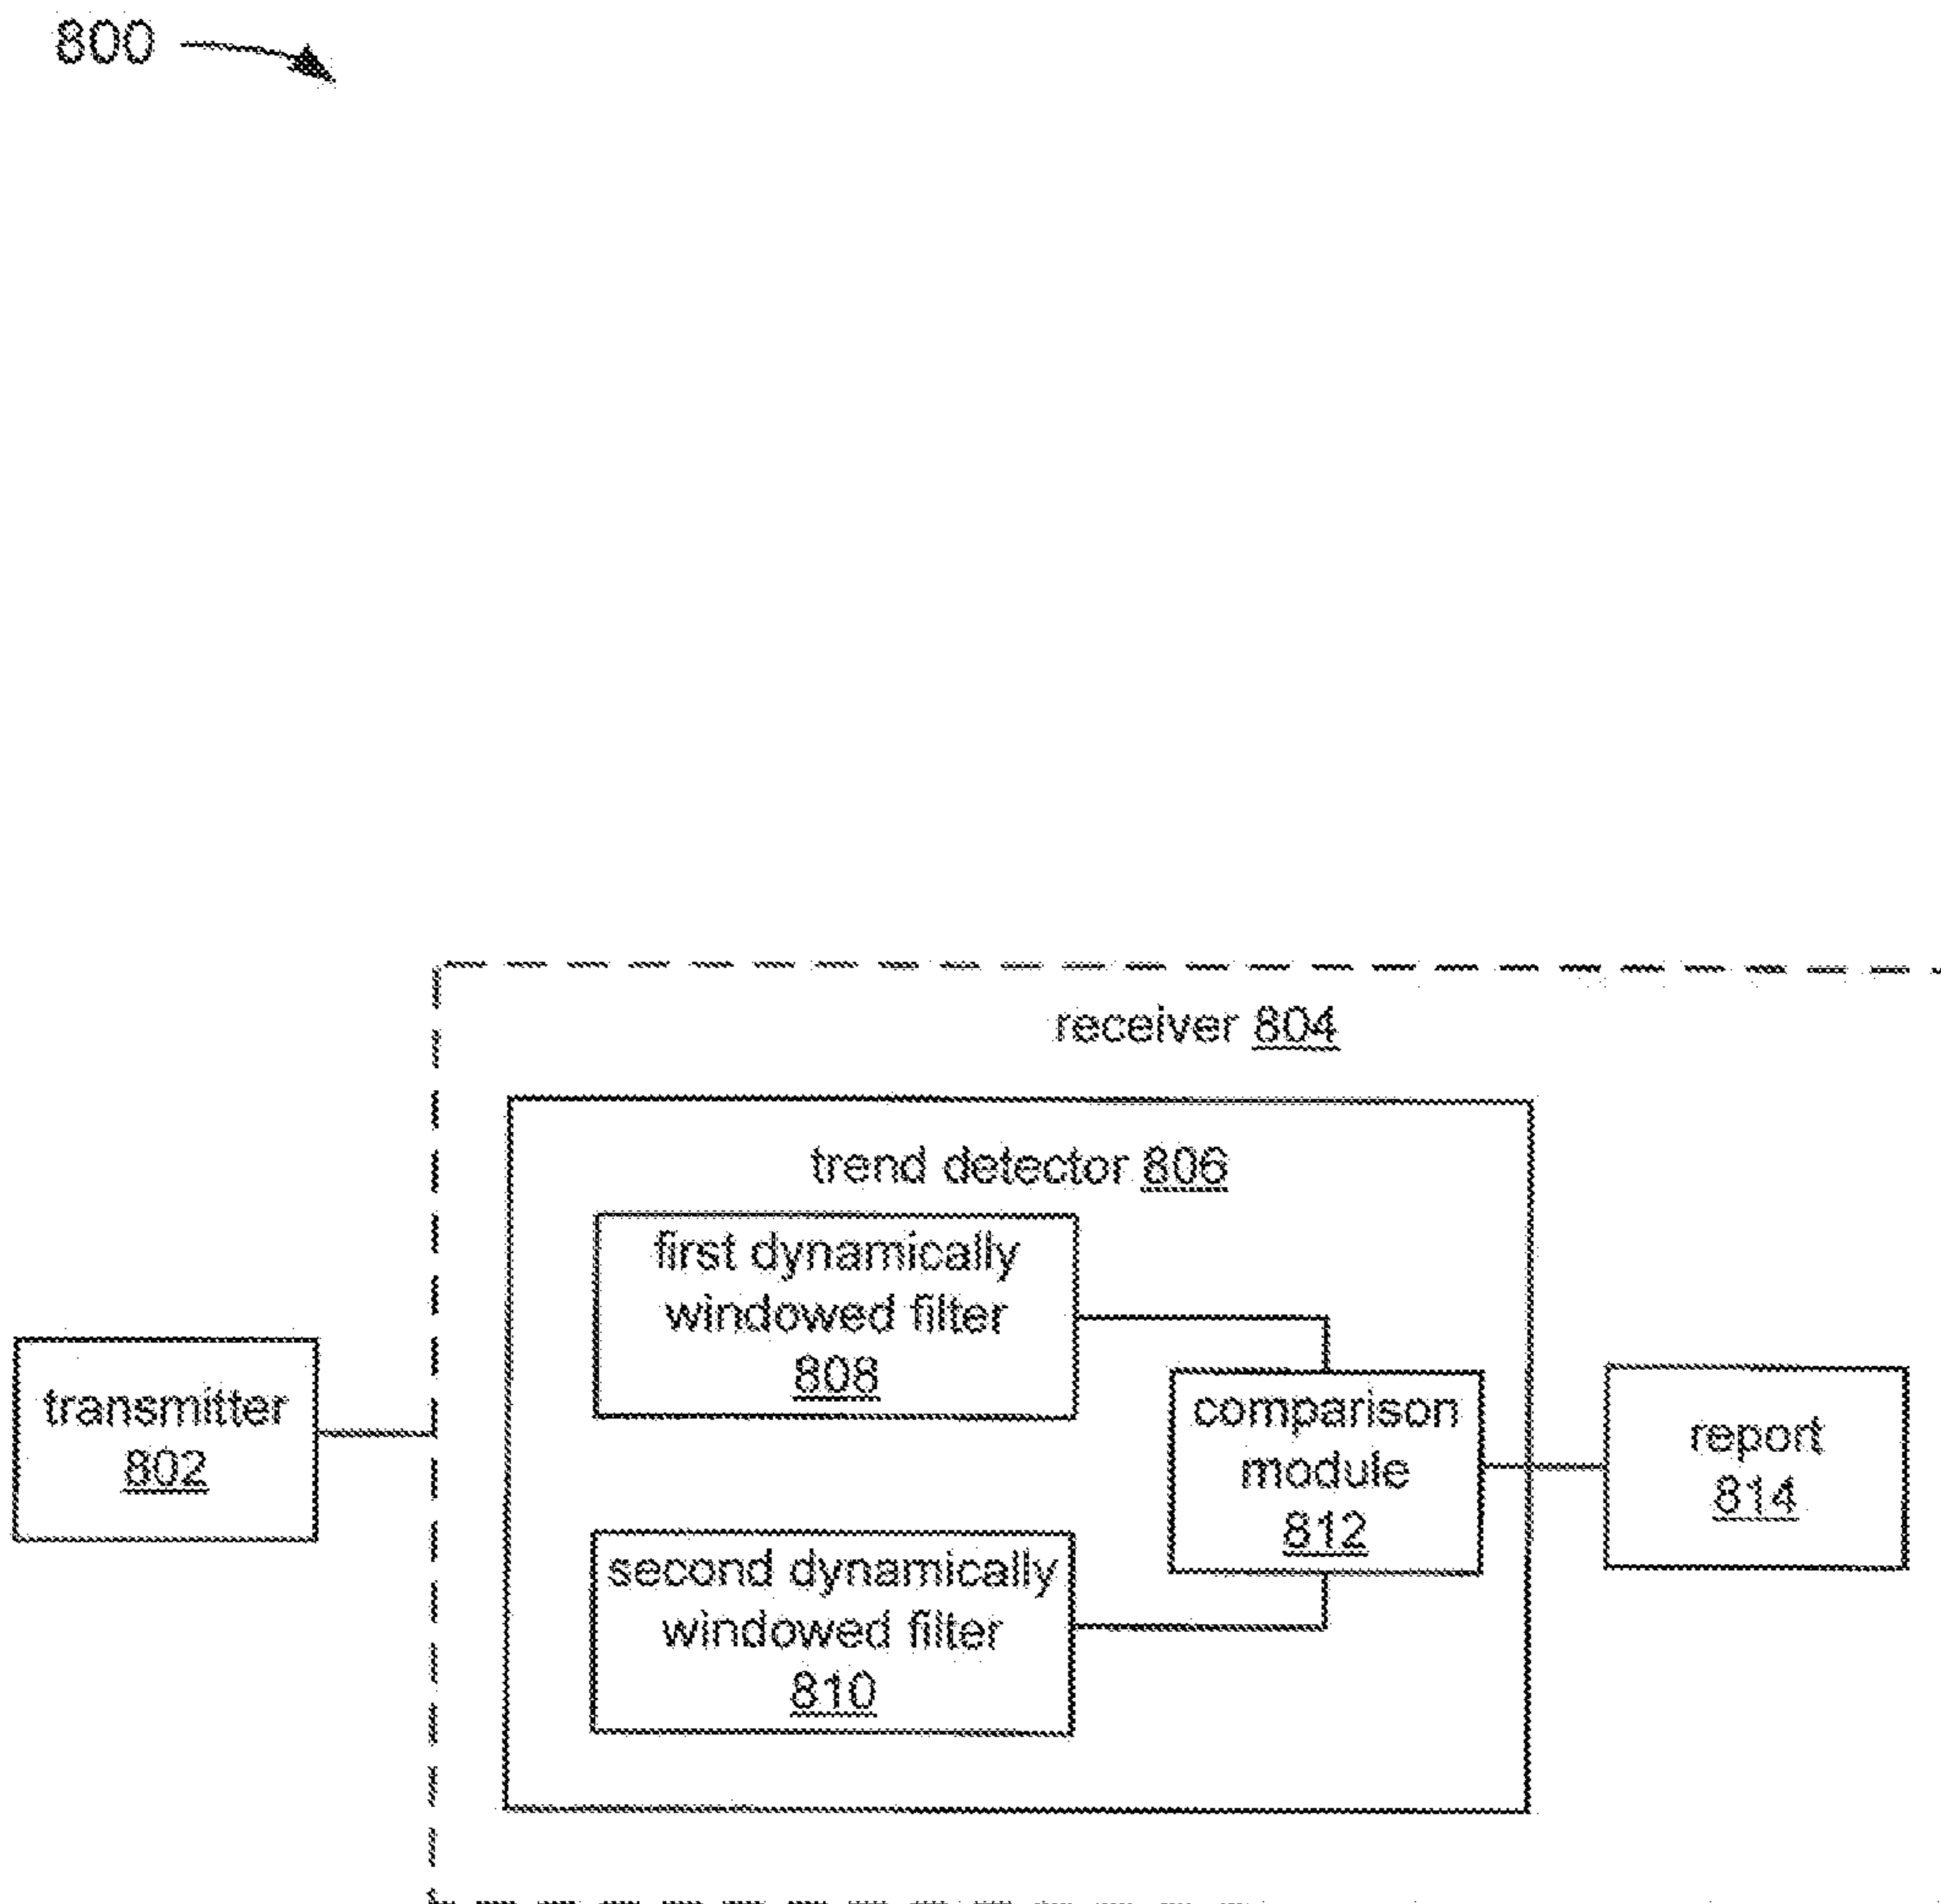 800
receiver 804
trend detector 806
first dynamically
windowed filter
808
transmitter
802
comparison
module
812
report
814
second dynamically
windowed filter
810